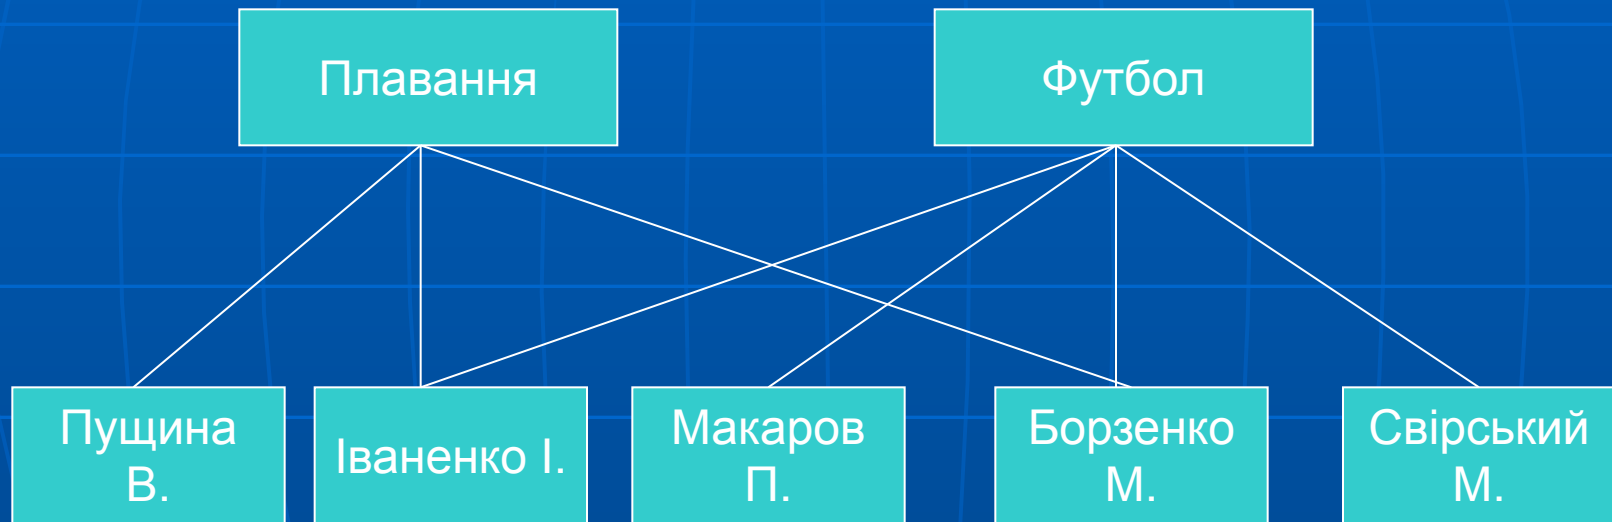 Плавання
Футбол
Пущина
В.
Іваненко І.
Макаров
П.
Борзенко
М.
Свірський
М.